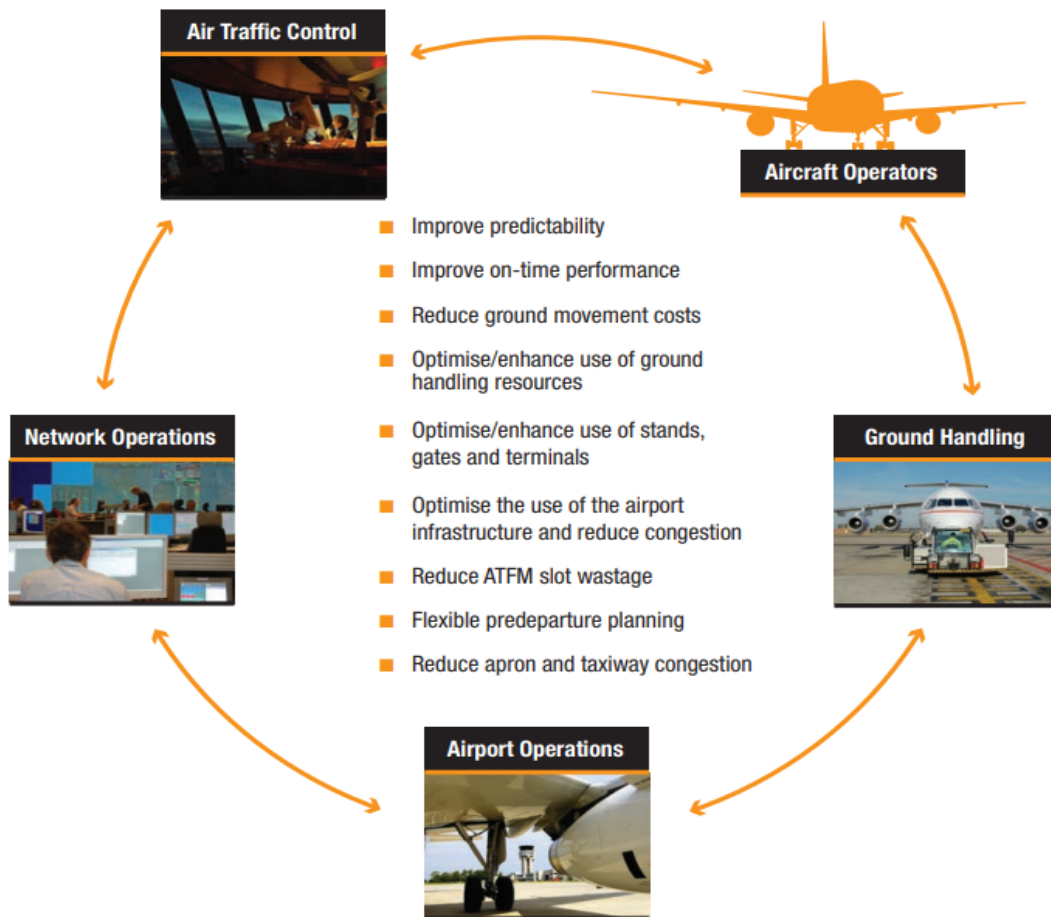 Air Traffic Control
Aircraft Operators
Improve predictability
Improve on-time performance
Reduce ground movement costs
Optimise/enhance use of ground
handling resources
Network Operations
Ground Handling
Optimise/enhance use of stands,
gates and terminals
Optimise the use of the airport
infrastructure and reduce congestion
Reduce ATFM slot wastage
Flexible predeparture planning
Reduce apron and taxiway congestion
Airport Operations